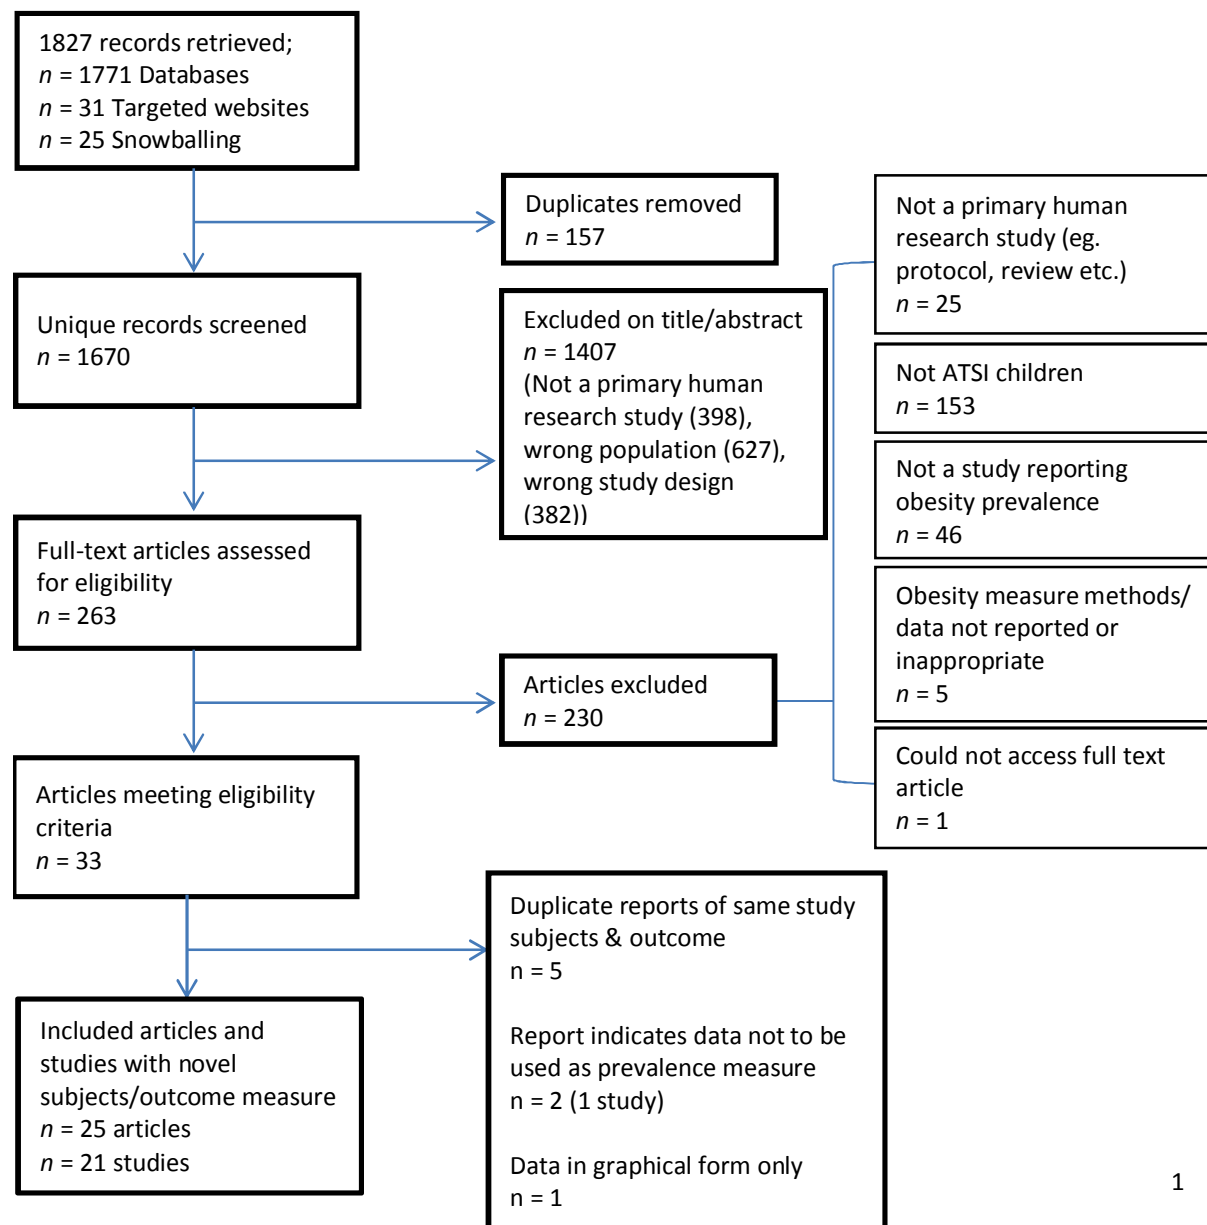 1827 records retrieved;
n = 1771 Databases
n = 31 Targeted websites
n = 25 Snowballing
Duplicates removed
n = 157
Unique records screened
n = 1670
Excluded on title/abstract
n = 1407
(Not a primary human
research study (398),
wrong population (627),
wrong study design
(382))
Full-text articles assessed
for eligibility
n = 263
Articles excluded
n = 230
Not a primary human
research study (eg.
protocol, review etc.)
n = 25
Not ATSI children
n = 153
Not a study reporting
obesity prevalence
n = 46
Obesity measure methods/
data not reported or
inappropriate
n = 5
Could not access full text
article
n = 1
Articles meeting eligibility
criteria
n = 33
Duplicate reports of same study
subjects & outcome
n = 5
Report indicates data not to be
used as prevalence measure
n = 2 (1 study)
Data in graphical form only
n = 1
Included articles and
studies with novel
subjects/outcome measure
n = 25 articles
n = 21 studies
1